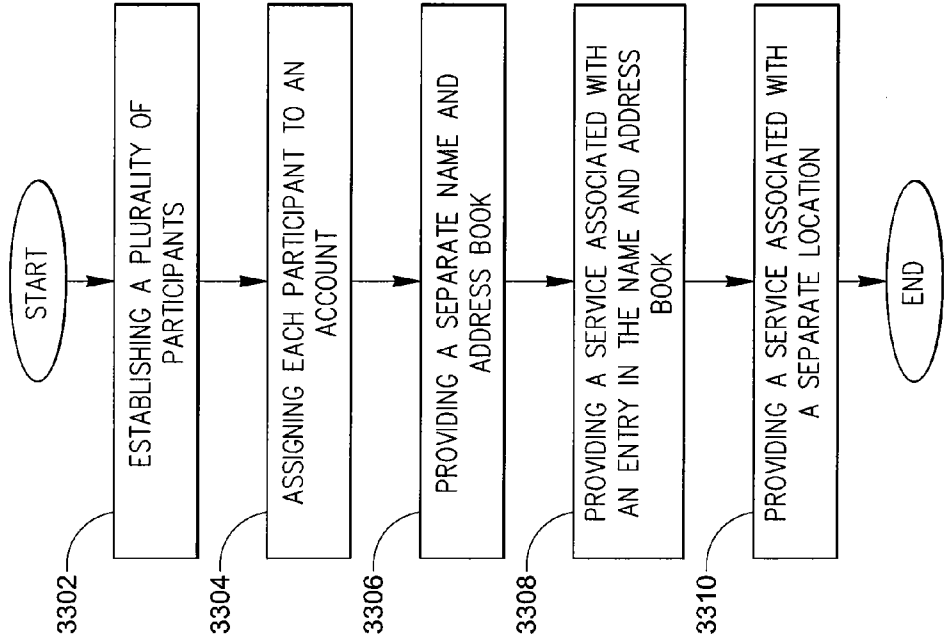 START
3302
ESTABLISHING A PLURALITY OF
PARTICIPANTS
3304
ASSIGNING EACH PARTICIPANT TO AN
ACCOUNT
3306
PROVIDING A SEPARATE NAME AND
ADDRESS BOOK
3308
PROVIDING A SERVICE ASSOCIATED WITH
AN ENTRY IN THE NAME AND ADDRESS
BOOK
3310
PROVIDING A SERVICE ASSOCIATED WITH
A SEPARATE LOCATION
END